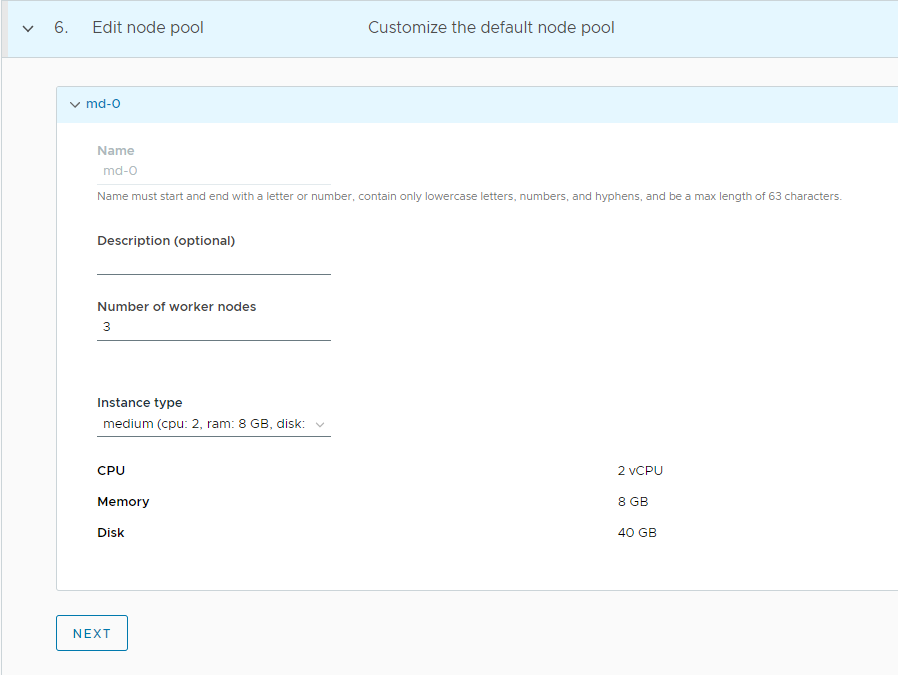 6. Edit node pool Customize the default node pool
md-0
Name
md-0
Name must start and end with a letter or number, contain only lowercase letters, numbers, and hyphens, and be a max length of 63 characters.
Description (optional)
Number of worker nodes
3
Instance type
medium (cpu: 2, ram: 8 GB, disk:
CPU 2 vCPU
Memory 8 GB
Disk 40 GB
NEXT